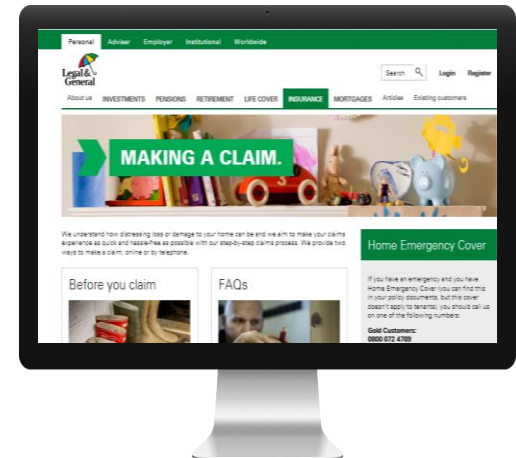 Personal Adviser Employer Institutional Worldwide
Legal &
General
Search Login Register
About us INVESTMENTS PENSIONS RETIREMENT LIFE COVER INSURANCE MORTGAGES Articles Existing customers
MAKING A CLAIM.
We understand how distressing loss or damage to your home can be and we aim to make your claims
experience as quick and hassle-free as possible with our step-by-step claims process. We provide two
ways to make a claim, online or by telephone.
Before you claim
FAQs
Home Emergency Cover
If you have an emergency and you have
Home Emergency Cover (you can find this
in your policy documents, but this cover
doesn't apply to tenants), you should call us
on one of the following numbers:
Gold Customers:
0800 072 4789